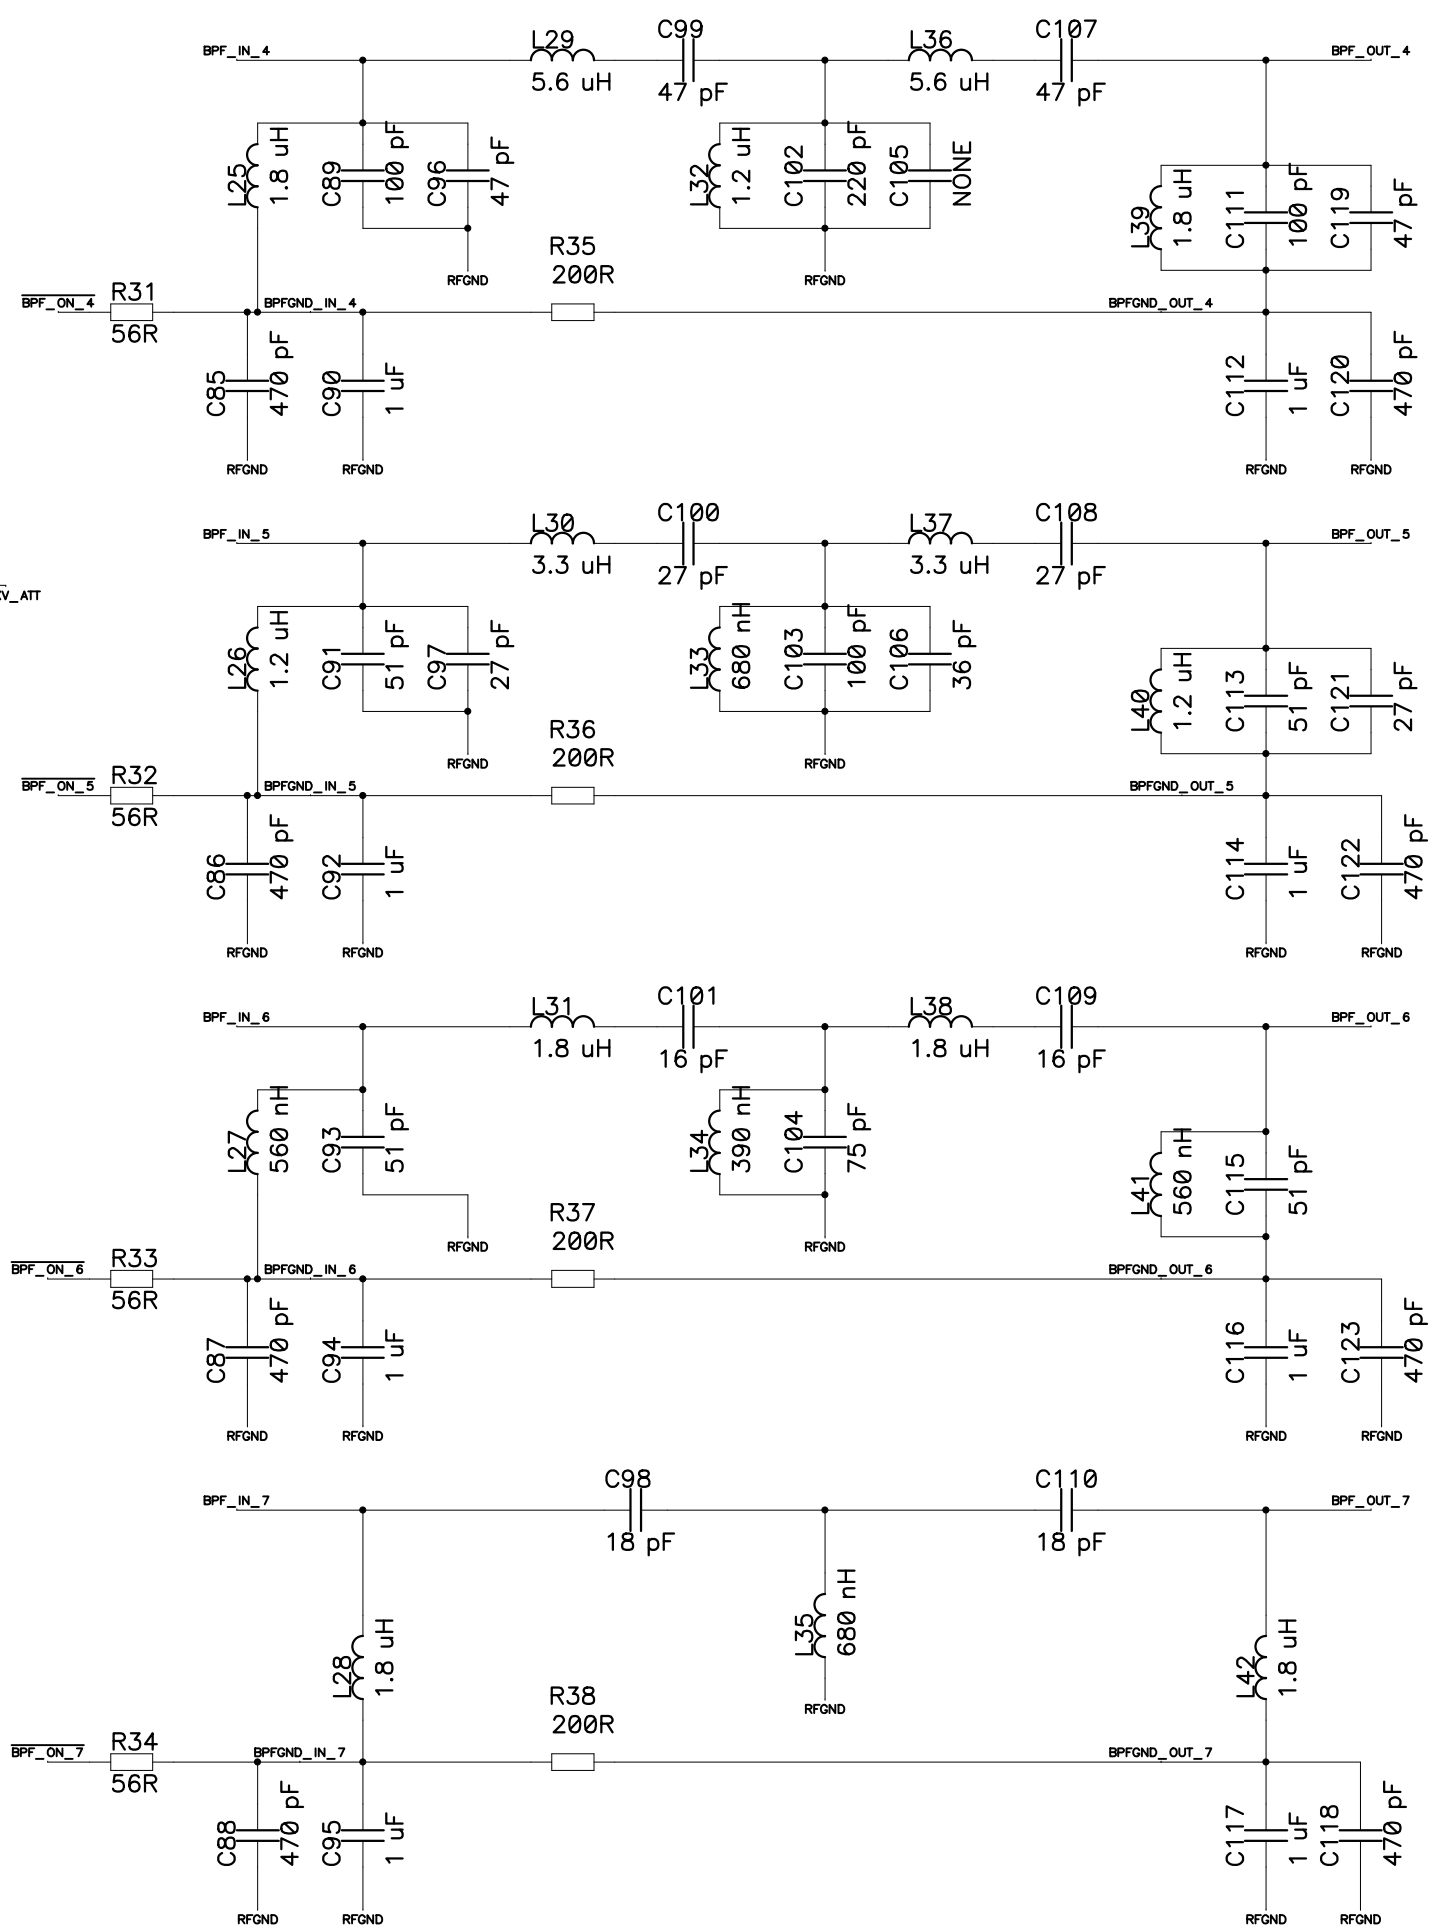 BPF_IN_4
L29
5.6 uH
C99
47 pF
L36
5.6 uH
C107
47 pF
BPF_OUT_4
L25
1.8 uH
C89
100 pF
C96
47 pF
RFGND
L32
1.2 uH
C102
220 pF
C105
NONE
RFGND
L39
1.8 uH
C111
100 pF
C119
47 pF
BPF_ON_4
R31
56R
BPFGND_IN_4
R35
200R
BPFGND_OUT_4
C85
470 pF
RFGND
C90
1 uF
RFGND
C112
1 uF
RFGND
C120
470 pF
RFGND
V_ATT
BPF_IN_5
L30
3.3 uH
C100
27 pF
L37
3.3 uH
C108
27 pF
BPF_OUT_5
L26
1.2 uH
C91
51 pF
C97
27 pF
RFGND
L33
680 nH
C103
100 pF
C106
36 pF
RFGND
L40
1.2 uH
C113
51 pF
C121
27 pF
BPF_ON_5
R32
56R
BPFGND_IN_5
R36
200R
BPFGND_OUT_5
C86
470 pF
RFGND
C92
1 uF
RFGND
C114
1 uF
RFGND
C122
470 pF
RFGND
BPF_IN_6
L31
1.8 uH
C101
16 pF
L38
1.8 uH
C109
16 pF
BPF_OUT_6
L27
560 nH
C93
51 pF
RFGND
L34
390 nH
C104
75 pF
RFGND
L41
560 nH
C115
51 pF
BPF_ON_6
R33
56R
BPFGND_IN_6
R37
200R
BPFGND_OUT_6
C87
470 pF
RFGND
C94
1 uF
RFGND
C116
1 uF
RFGND
C123
470 pF
RFGND
BPF_IN_7
C98
18 pF
C110
18 pF
BPF_OUT_7
L28
1.8 uH
L35
680 nH
RFGND
L42
1.8 uH
BPF_ON_7
R34
56R
BPFGND_IN_7
R38
200R
BPFGND_OUT_7
C88
470 pF
RFGND
C95
1 uF
RFGND
C117
1 uF
RFGND
C118
470 pF
RFGND